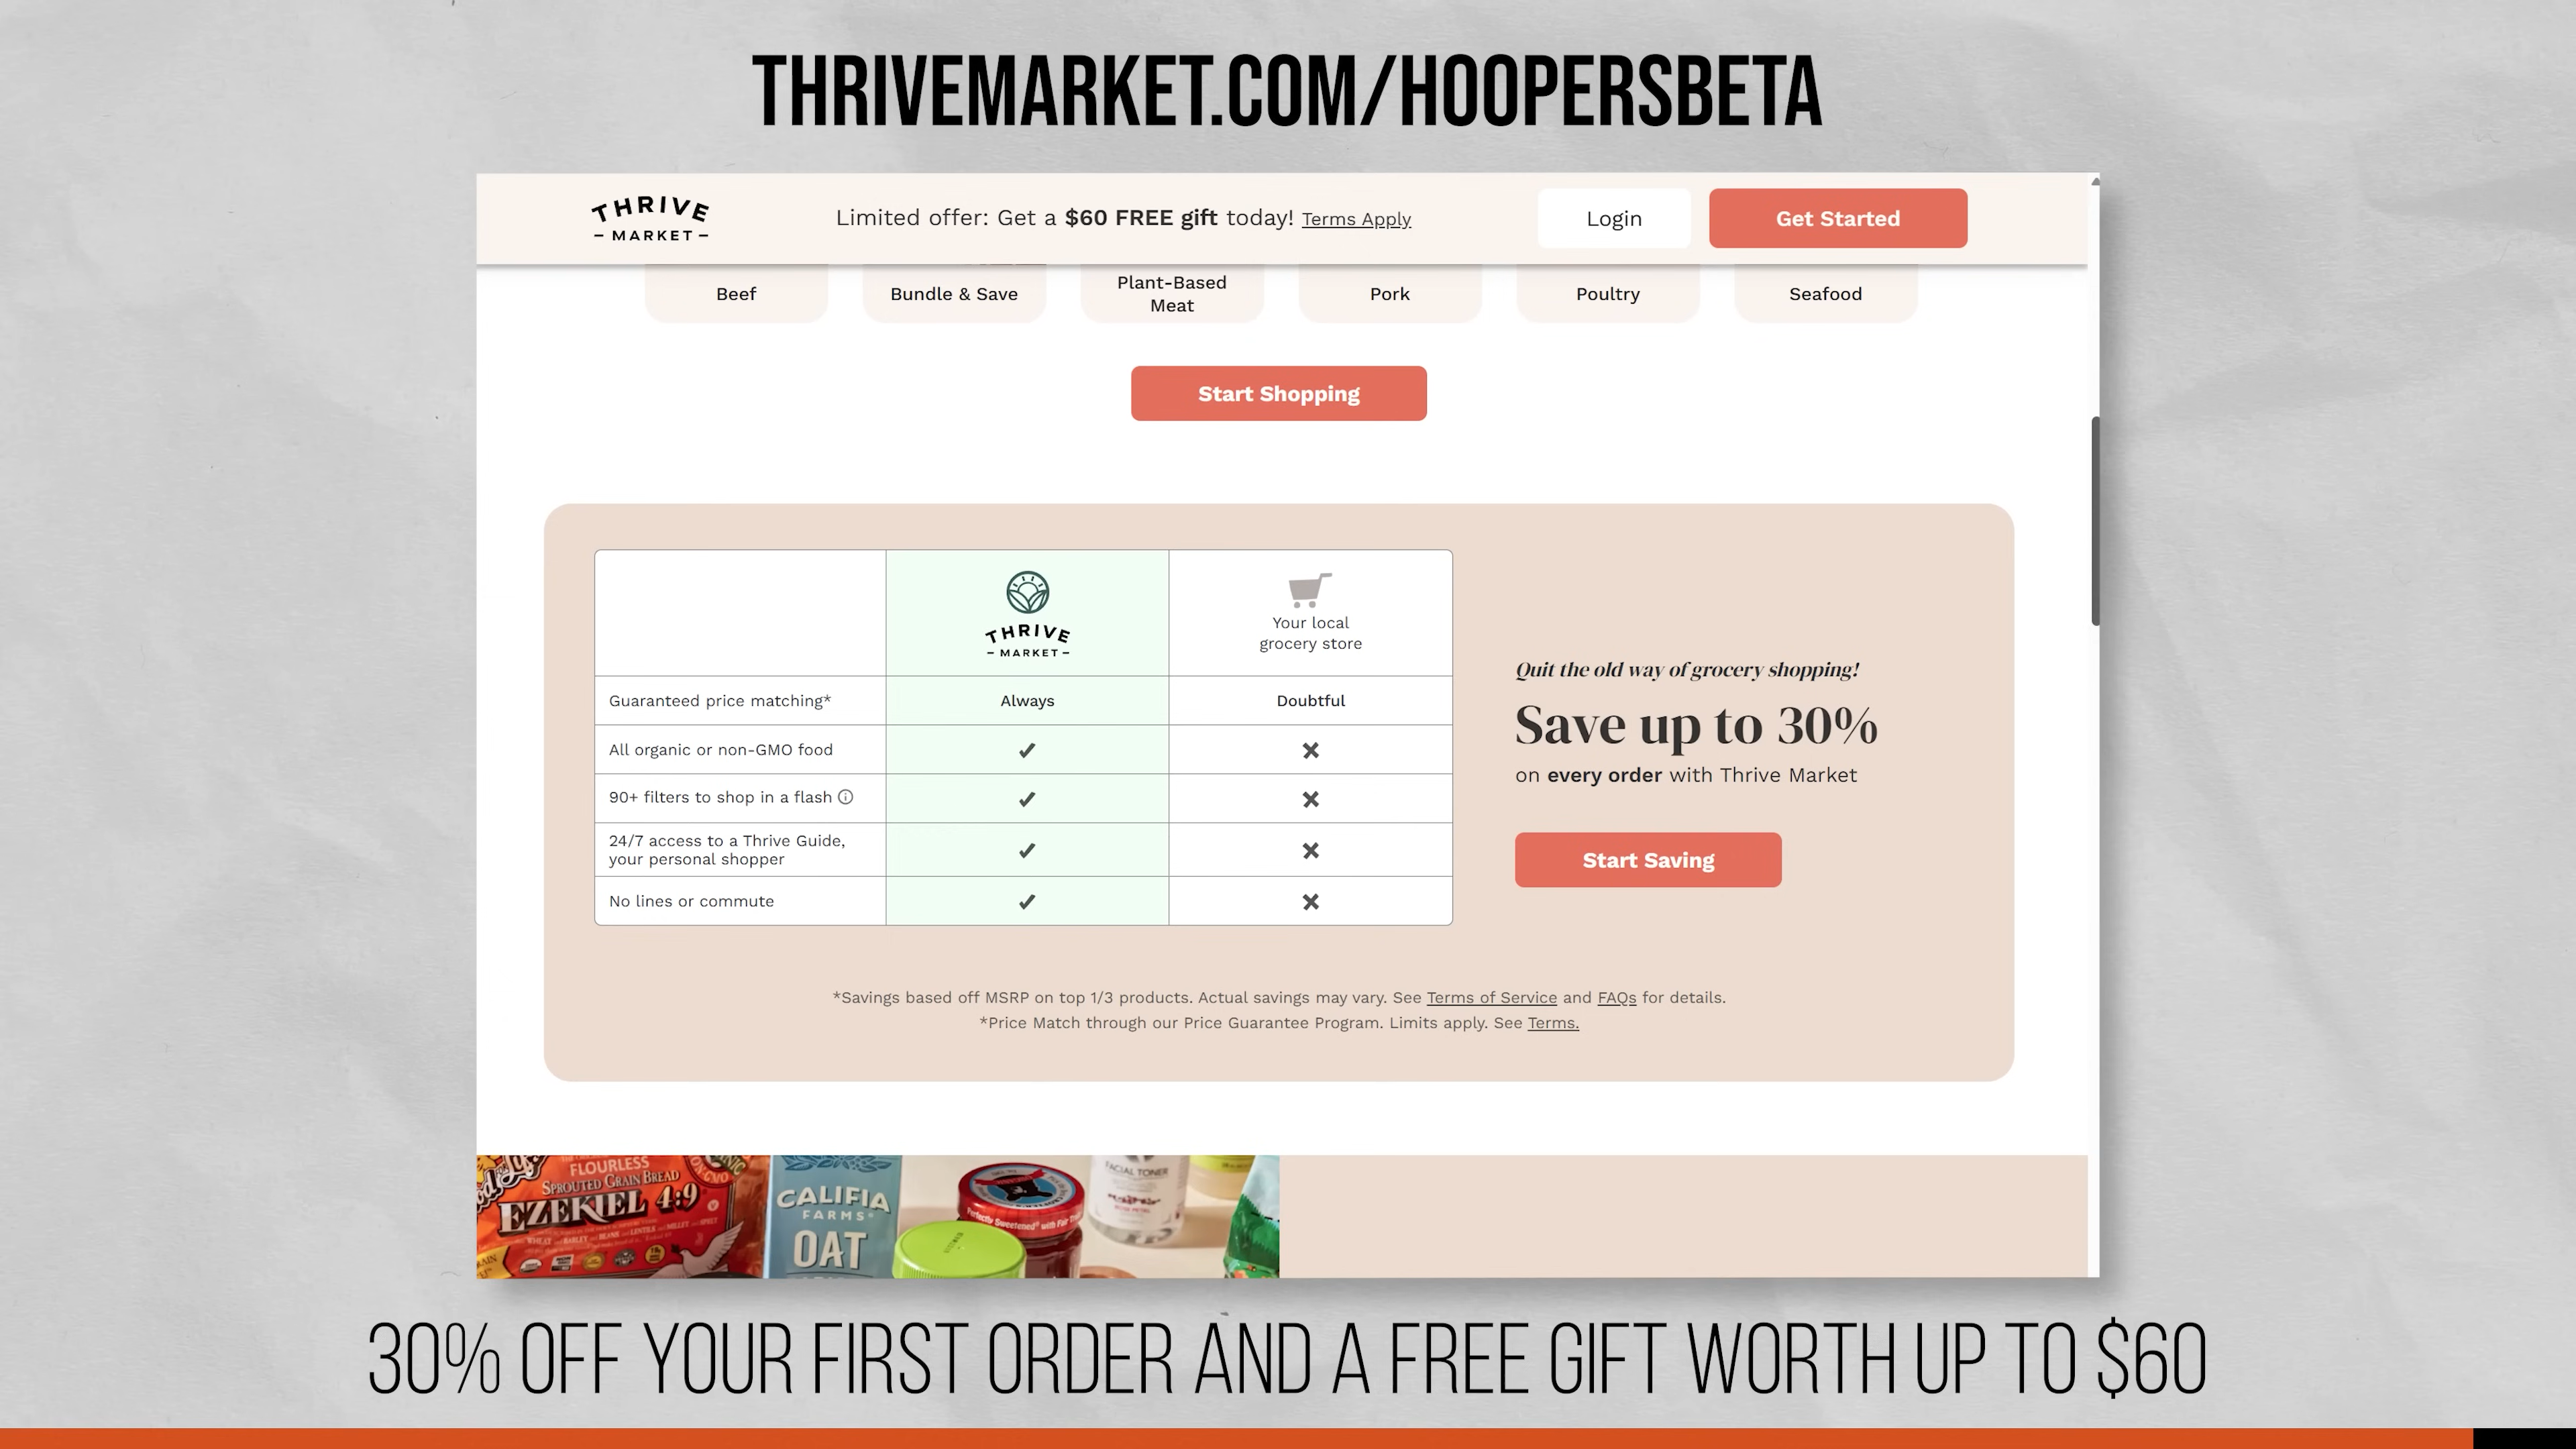 THRIVEMARKET.COM/HOOPERSBETA
THRIVE
MARKET
Limited offer: Get a $60 FREE gift today! Terms Apply
Login
Get Started
Beef
Bundle & Save
Plant-Based
Meat
Pork
Poultry
Seafood
Start Shopping
THRIVE
MARKET
Your local
grocery store
Guaranteed price matching*
Always
Doubtful
All organic or non-GMO food
90+ filters to shop in a flash
24/7 access to a Thrive Guide,
your personal shopper
No lines or commute
Quit the old way of grocery shopping!
Save up to 30%
on every order with Thrive Market
Start Saving
*Savings based off MSRP on top 1/3 products. Actual savings may vary. See Terms of Service and FAQs for details.
*Price Match through our Price Guarantee Program. Limits apply. See Terms.
FLOURLESS
SPROUTED GRAIN BREAD
EZEKIEL 4:9
CALIFIA
FARMS
OAT
Perfectly Sweetened with Fair
FACIAL TONER
30% OFF YOUR FIRST ORDER AND A FREE GIFT WORTH UP TO $60